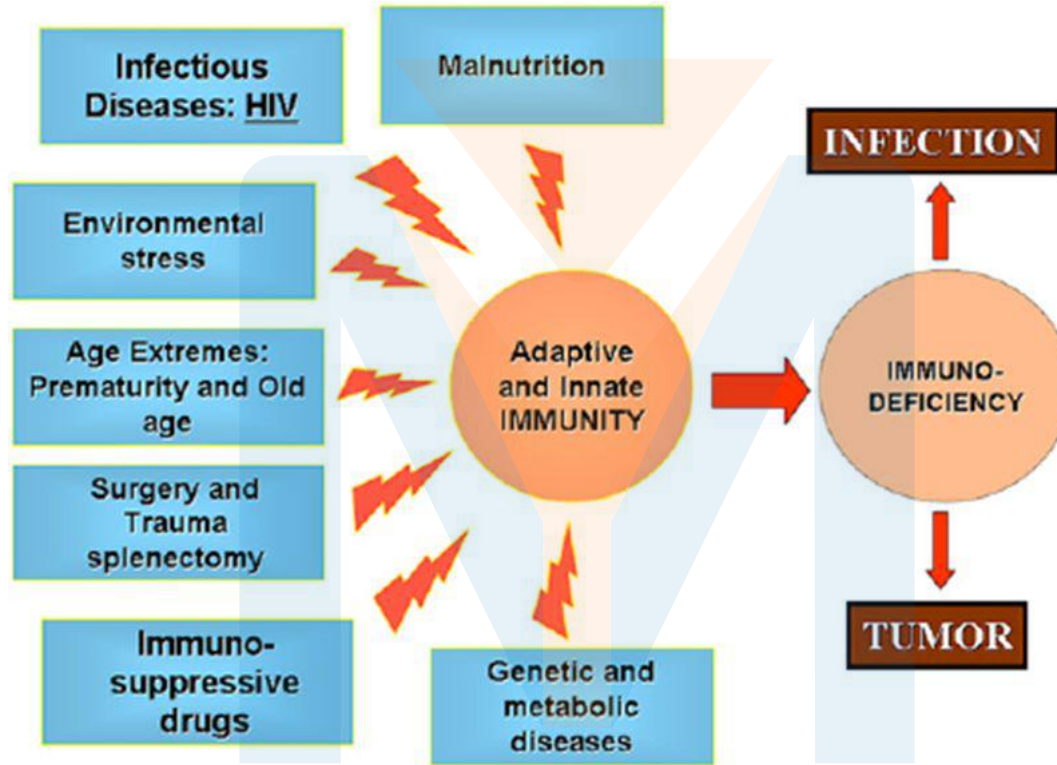 Infectious
Diseases: HIV
Malnutrition
Environmental
stress
Age Extremes:
Prematurity and Old
age
Surgery and
Trauma
splenectomy
Immuno-
suppressive
drugs
Genetic and
metabolic
diseases
Adaptive
and Innate
IMMUNITY
IMMUNO-
DEFICIENCY
INFECTION
TUMOR